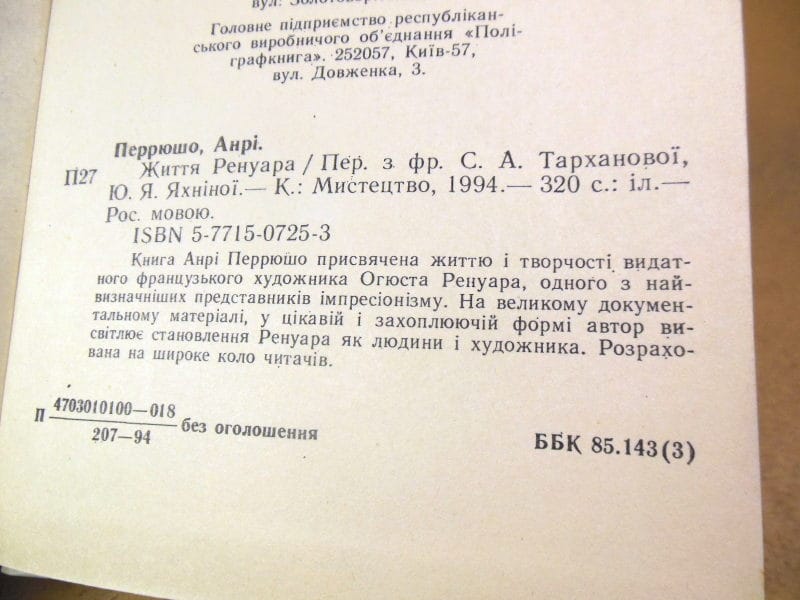 вул. Золотоворітська
Головне підприємство республікан-
ського виробничого об'єднання «Полі-
графкнига». 252057, Київ-57,
вул. Довженка, 3.
Перрюшо, Анрі.
П27
Життя Ренуара / Пер. з фр. С. А. Тарханової,
Ю. Я. Яхніної.— К.: Мистецтво, 1994.— 320 с.: іл.—
Рос. мовою.
ISBN 5-7715-0725-3
Книга Анрі Перрюшо присвячена життю і творчості видат-
ного французького художника Огюста Ренуара, одного з най-
визначніших представників імпресіонізму. На великому докумен-
тальному матеріалі, у цікавій і захоплюючій формі автор ви-
світлює становлення Ренуара як людини і художника. Розрахо-
вана на широке коло читачів.
П 4703010100—018
207—94
без оголошення
ББК 85.143(3)